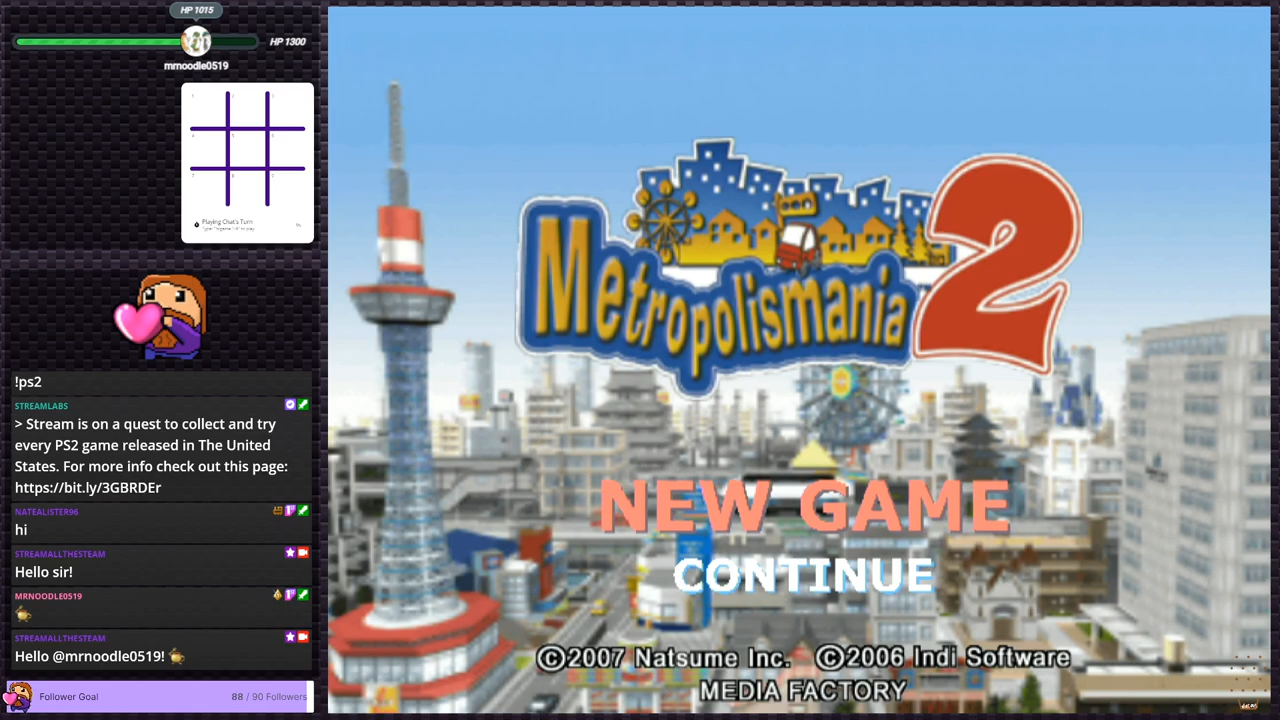 HP 1015
HP 1300
mrnoodle0519
Playing Chat's Turn
!ps2
STREAMLABS
> Stream is on a quest to collect and try
every PS2 game released in The United
States. For more info check out this page:
https://bit.ly/3GBRDEr
NATEALISTER96
hi
STREAMALLTHESTEAM
Hello sir!
MRNOODLE0519
STREAMALLTHESTEAM
Hello @mrnoodle0519!
Follower Goal
88 / 90 Followers
Metropolismania 2
NEW GAME
CONTINUE
©2007 Natsume Inc. ©2006 Indi Software
MEDIA FACTORY